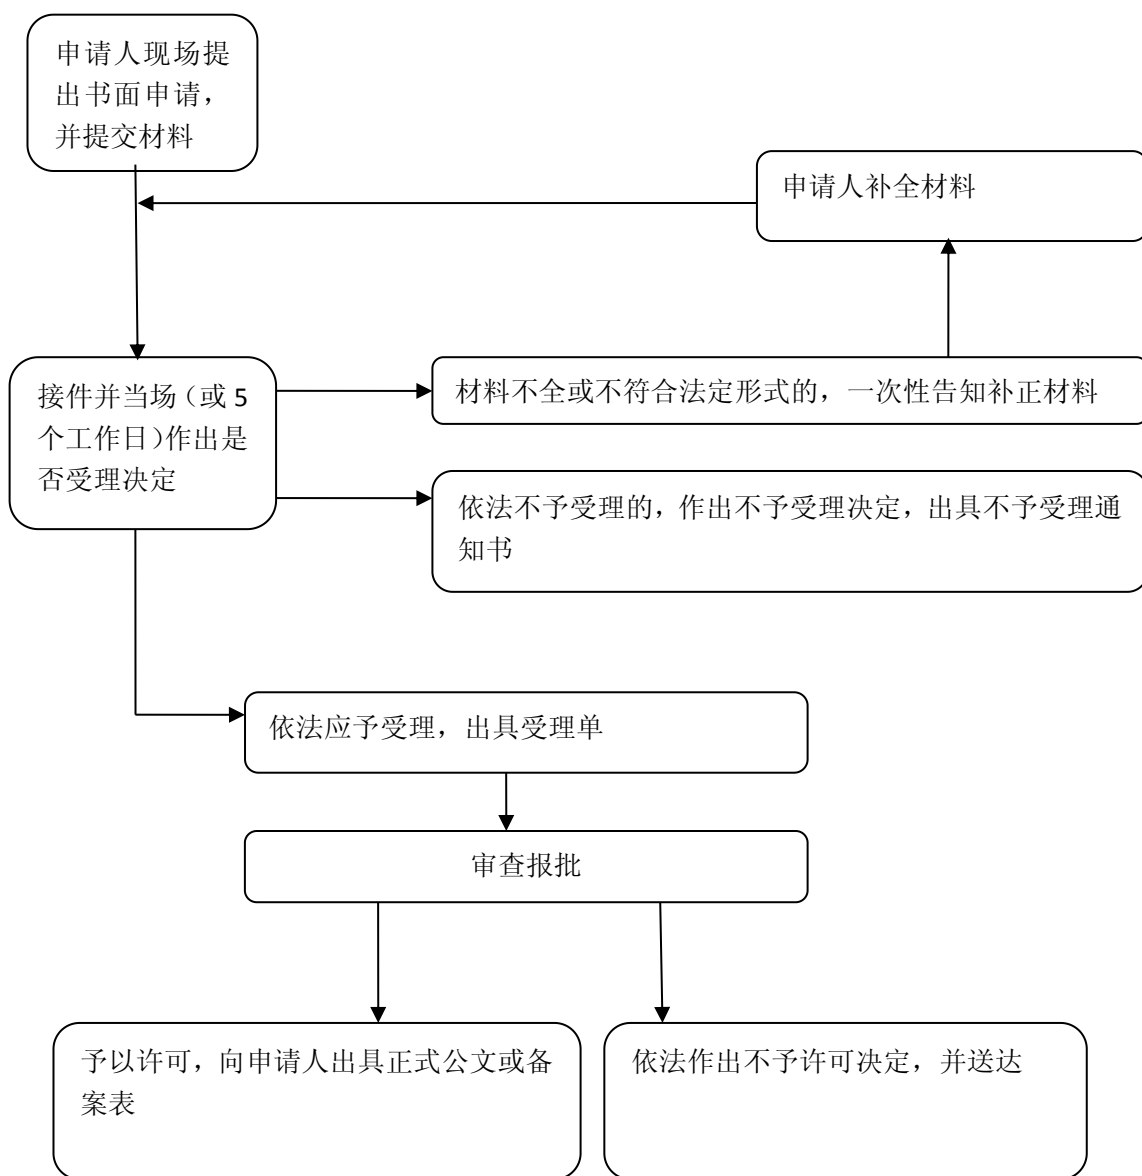 申请人现场提
出书面申请，
并提交材料
申请人补全材料
接件并当场（或 5
个工作日）作出是
否受理决定
材料不全或不符合法定形式的，一次性告知补正材料
依法不予受理的，作出不予受理决定，出具不予受理通
知书
依法应予受理，出具受理单
审查报批
予以许可，向申请人出具正式公文或备
案表
依法作出不予许可决定，并送达